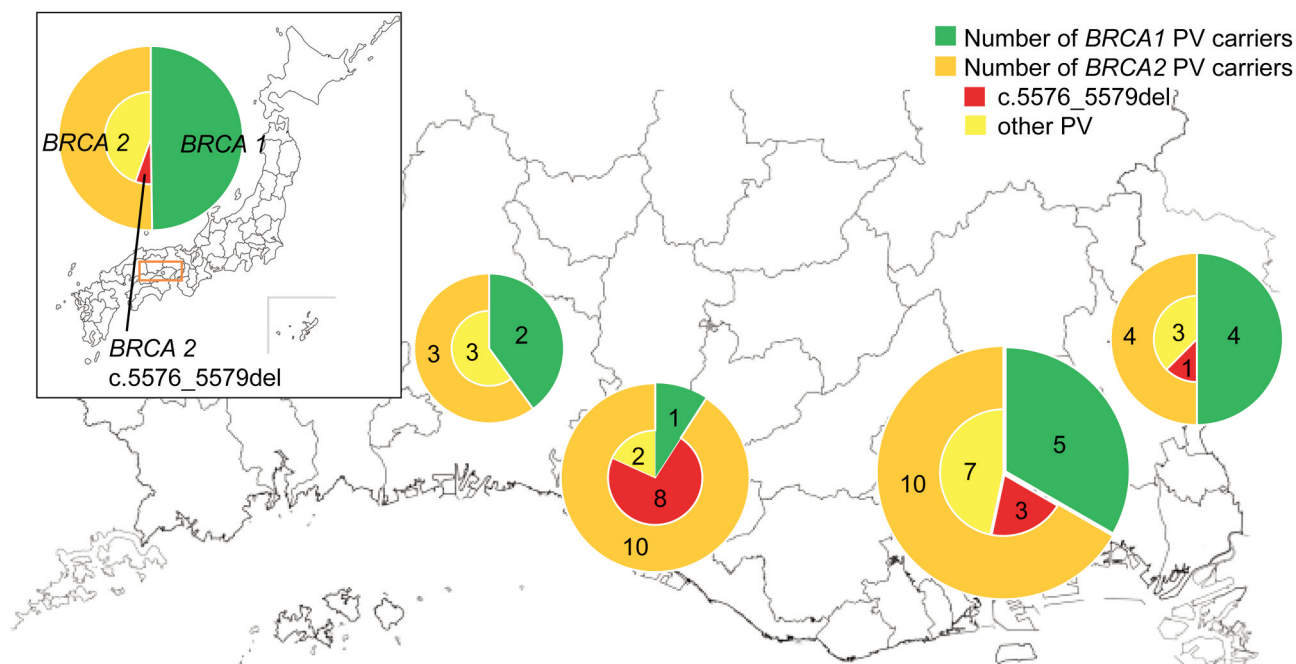 Number of BRCA1 PV carriers
Number of BRCA2 PV carriers
c.5576_5579del
other PV
BRCA 2
BRCA 1
BRCA 2
c.5576_5579del
2
3
3
1
2
8
10
5
10
7
3
4
4
3
1